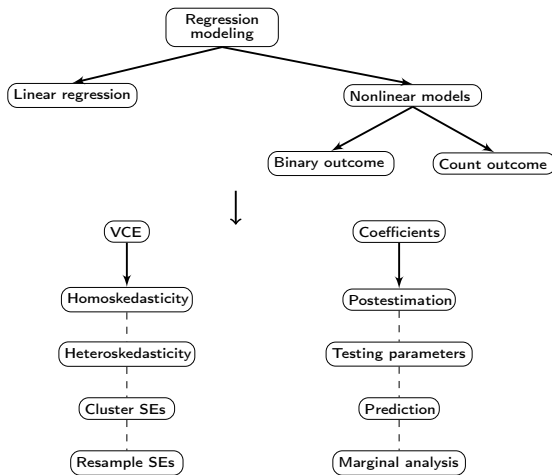 Regression
modeling
Linear regression
Nonlinear models
Binary outcome
Count outcome
VCE
Coefficients
Homoskedasticity
Postestimation
Heteroskedasticity
Testing parameters
Cluster SEs
Prediction
Resample SEs
Marginal analysis